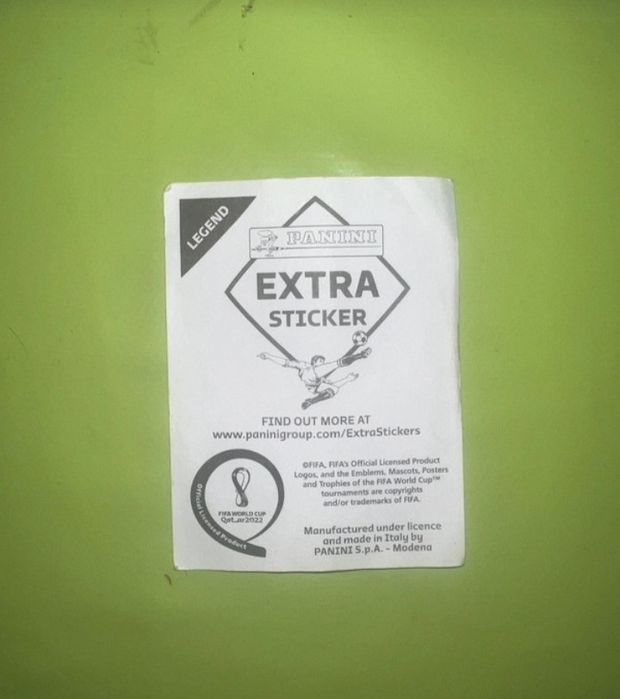 LEGEND
PANINI
EXTRA
STICKER
FIND OUT MORE AT
www.paninigroup.com/ExtraStickers
©FIFA, FIFA's Official Licensed Product
Logos, and the Emblems, Mascots, Posters
and Trophies of the FIFA World Cup™
tournaments are copyrights
and/or trademarks of FIFA.
FIFA WORLD CUP
Qatar2022
Official Licensed Product
Manufactured under licence
and made in Italy by
PANINI S.p.A. - Modena